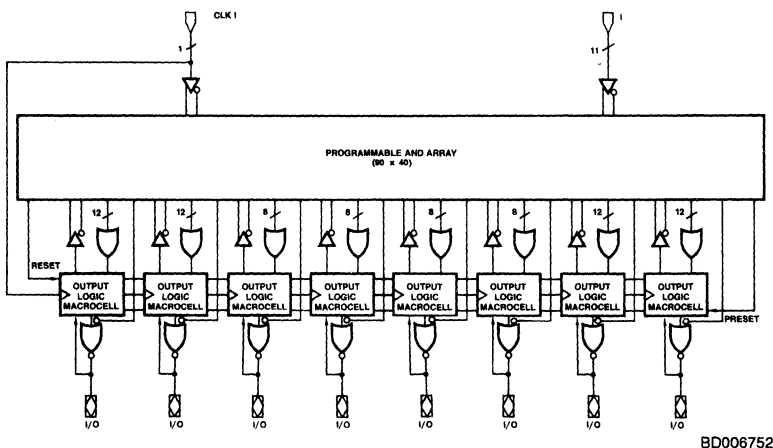 CLK I
I
1
11
PROGRAMMABLE AND ARRAY
(90 x 40)
12 12 8 8 8 8 12 12
RESET
OUTPUT LOGIC MACROCELL
OUTPUT LOGIC MACROCELL
OUTPUT LOGIC MACROCELL
OUTPUT LOGIC MACROCELL
OUTPUT LOGIC MACROCELL
OUTPUT LOGIC MACROCELL
OUTPUT LOGIC MACROCELL
OUTPUT LOGIC MACROCELL
PRESET
I/O I/O I/O I/O I/O I/O I/O I/O
BD006752